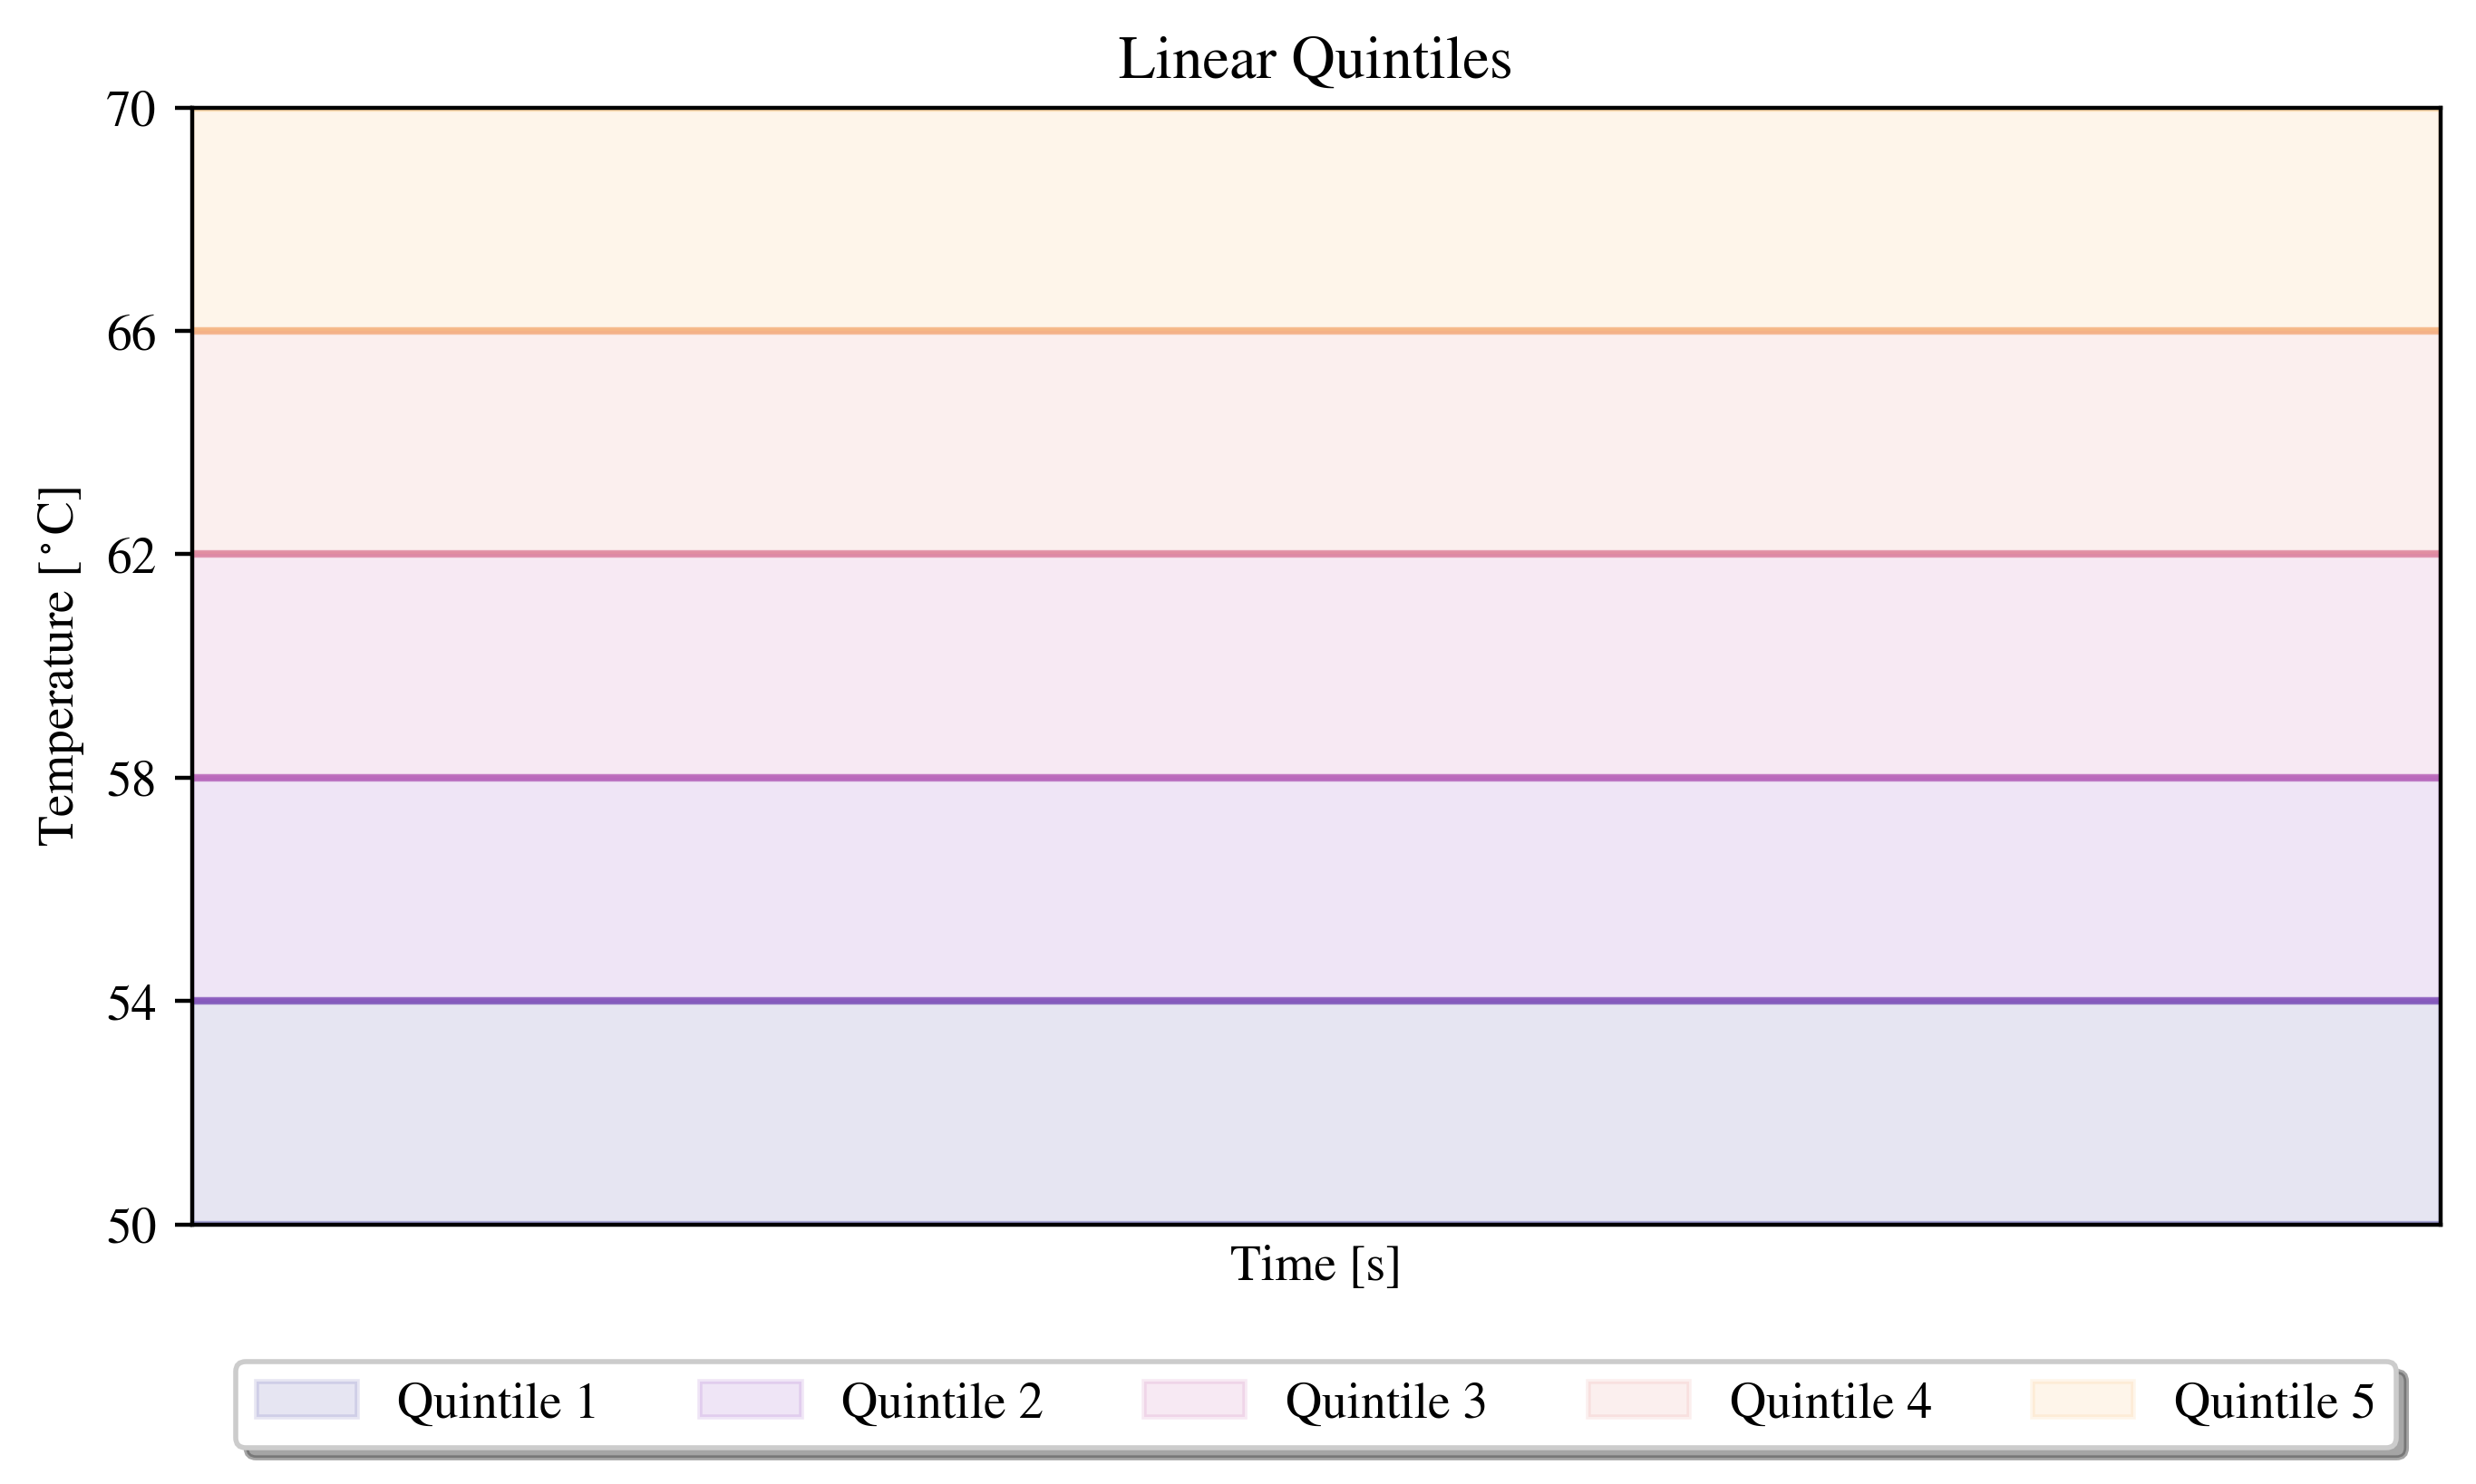 Linear Quintiles
70
66
62
58
54
50
Temperature [°C]
Time [s]
Quintile 1
Quintile 2
Quintile 3
Quintile 4
Quintile 5